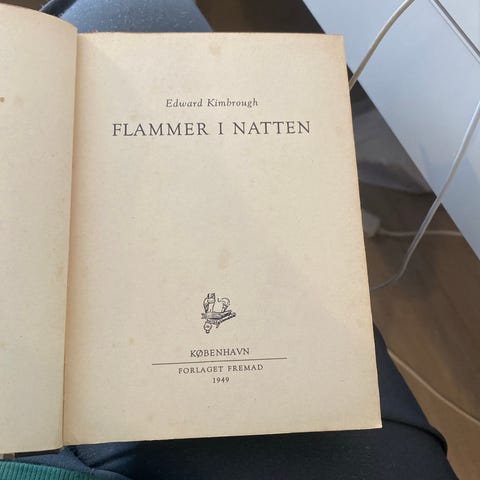 Edward Kimbrough
FLAMMER I NATTEN
KØBENHAVN
FORLAGET FREMAD
1949